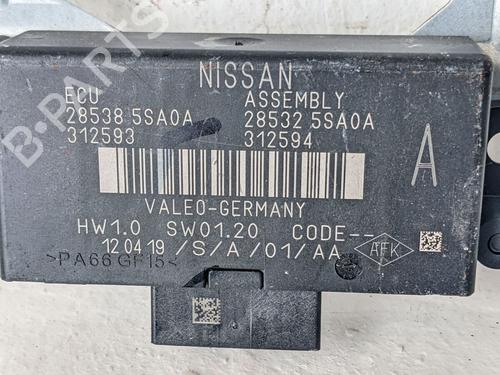 NISSAN
ECU ASSEMBLY
28538 5SA0A 28532 5SA0A
312593 312594
A
VALEO-GERMANY
HW1.0 SW01.20 CODE--
12 04 19 /S/A/01/AA AFK
>PA66 GF15<
B-PARTS